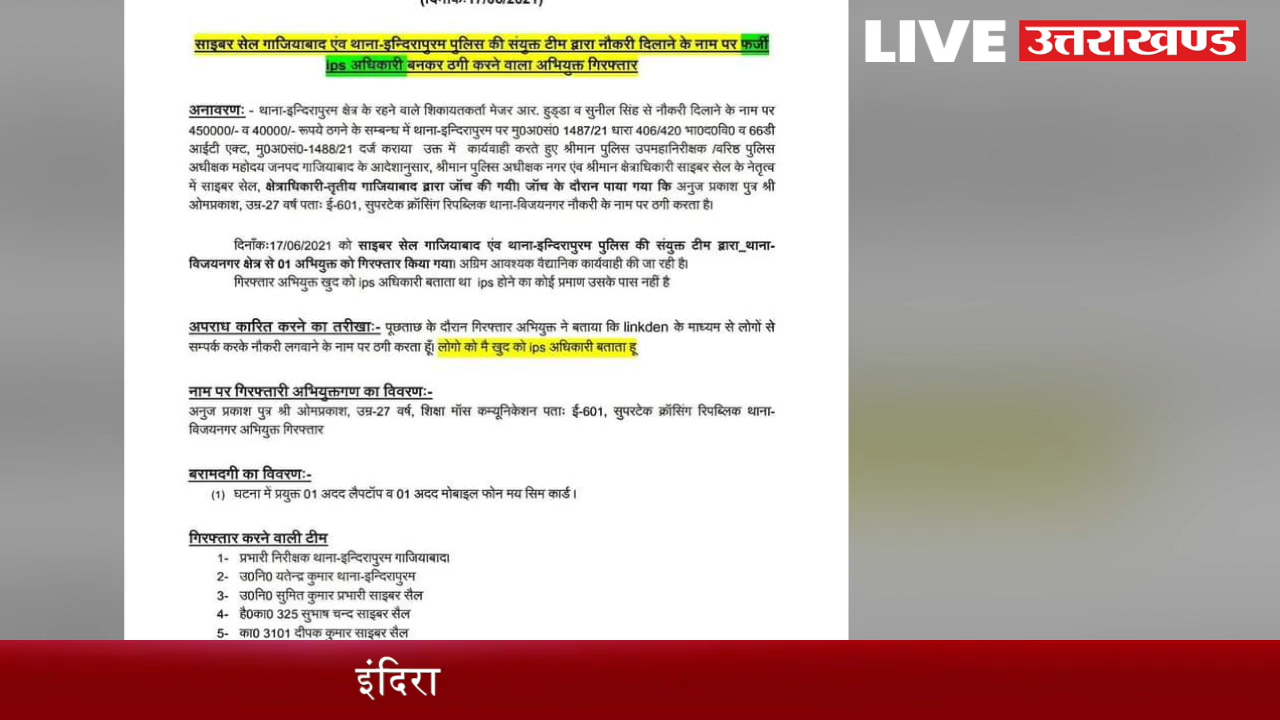 (दिनांकः17/06/2021)
LIVE उत्तराखण्ड
साइबर सेल गाजियाबाद एंव थाना-इन्दिरापुरम पुलिस की संयुक्त टीम द्वारा नौकरी दिलाने के नाम पर फर्जी
ips अधिकारी बनकर ठगी करने वाला अभियुक्त गिरफ्तार
अनावरणः - थाना-इन्दिरापुरम क्षेत्र के रहने वाले शिकायतकर्ता मेजर आर. हुड्डा व सुनील सिंह से नौकरी दिलाने के नाम पर
450000/- व 40000/- रूपये ठगने के सम्बन्ध में थाना-इन्दिरापुरम पर मु0अ0सं0 1487/21 धारा 406/420 भा0द0वि0 व 66डी
आईटी एक्ट, मु0अ0सं0-1488/21 दर्ज कराया उक्त में कार्यवाही करते हुए श्रीमान पुलिस उपमहानिरीक्षक /वरिष्ठ पुलिस
अधीक्षक महोदय जनपद गाजियाबाद के आदेशानुसार, श्रीमान पुलिस अधीक्षक नगर एंव श्रीमान क्षेत्राधिकारी साइबर सेल के नेतृत्व
में साइबर सेल, क्षेत्राधिकारी-तृतीय गाजियाबाद द्वारा जॉच की गयी। जॉच के दौरान पाया गया कि अनुज प्रकाश पुत्र श्री
ओमप्रकाश, उम्र-27 वर्ष पताः ई-601, सुपरटेक क्रॉसिंग रिपब्लिक थाना-विजयनगर नौकरी के नाम पर ठगी करता है।
दिनाँकः17/06/2021 को साइबर सेल गाजियाबाद एंव थाना-इन्दिरापुरम पुलिस की संयुक्त टीम द्वारा_थाना-
विजयनगर क्षेत्र से 01 अभियुक्त को गिरफ्तार किया गया। अग्रिम आवश्यक वैद्यानिक कार्यवाही की जा रही है।
गिरफ्तार अभियुक्त खुद को ips अधिकारी बताता था ips होने का कोई प्रमाण उसके पास नहीं है
अपराध कारित करने का तरीखाः- पूछताछ के दौरान गिरफ्तार अभियुक्त ने बताया कि linkden के माध्यम से लोगों से
सम्पर्क करके नौकरी लगवाने के नाम पर ठगी करता हूँ। लोगो को मै खुद को ips अधिकारी बताता हू
नाम पर गिरफ्तारी अभियुक्तगण का विवरणः-
अनुज प्रकाश पुत्र श्री ओमप्रकाश, उम्र-27 वर्ष, शिक्षा मॉस कम्यूनिकेशन पताः ई-601, सुपरटेक क्रॉसिंग रिपब्लिक थाना-
विजयनगर अभियुक्त गिरफ्तार
बरामदगी का विवरणः-
(1) घटना में प्रयुक्त 01 अदद लैपटॉप व 01 अदद मोबाइल फोन मय सिम कार्ड।
गिरफ्तार करने वाली टीम
1- प्रभारी निरीक्षक थाना-इन्दिरापुरम गाजियाबाद।
2- उ0नि0 यतेन्द्र कुमार थाना-इन्दिरापुरम
3- उ0नि0 सुमित कुमार प्रभारी साइबर सैल
4- है0का0 325 सुभाष चन्द साइबर सैल
5- का0 3101 दीपक कुमार साइबर सैल
इंदिरा